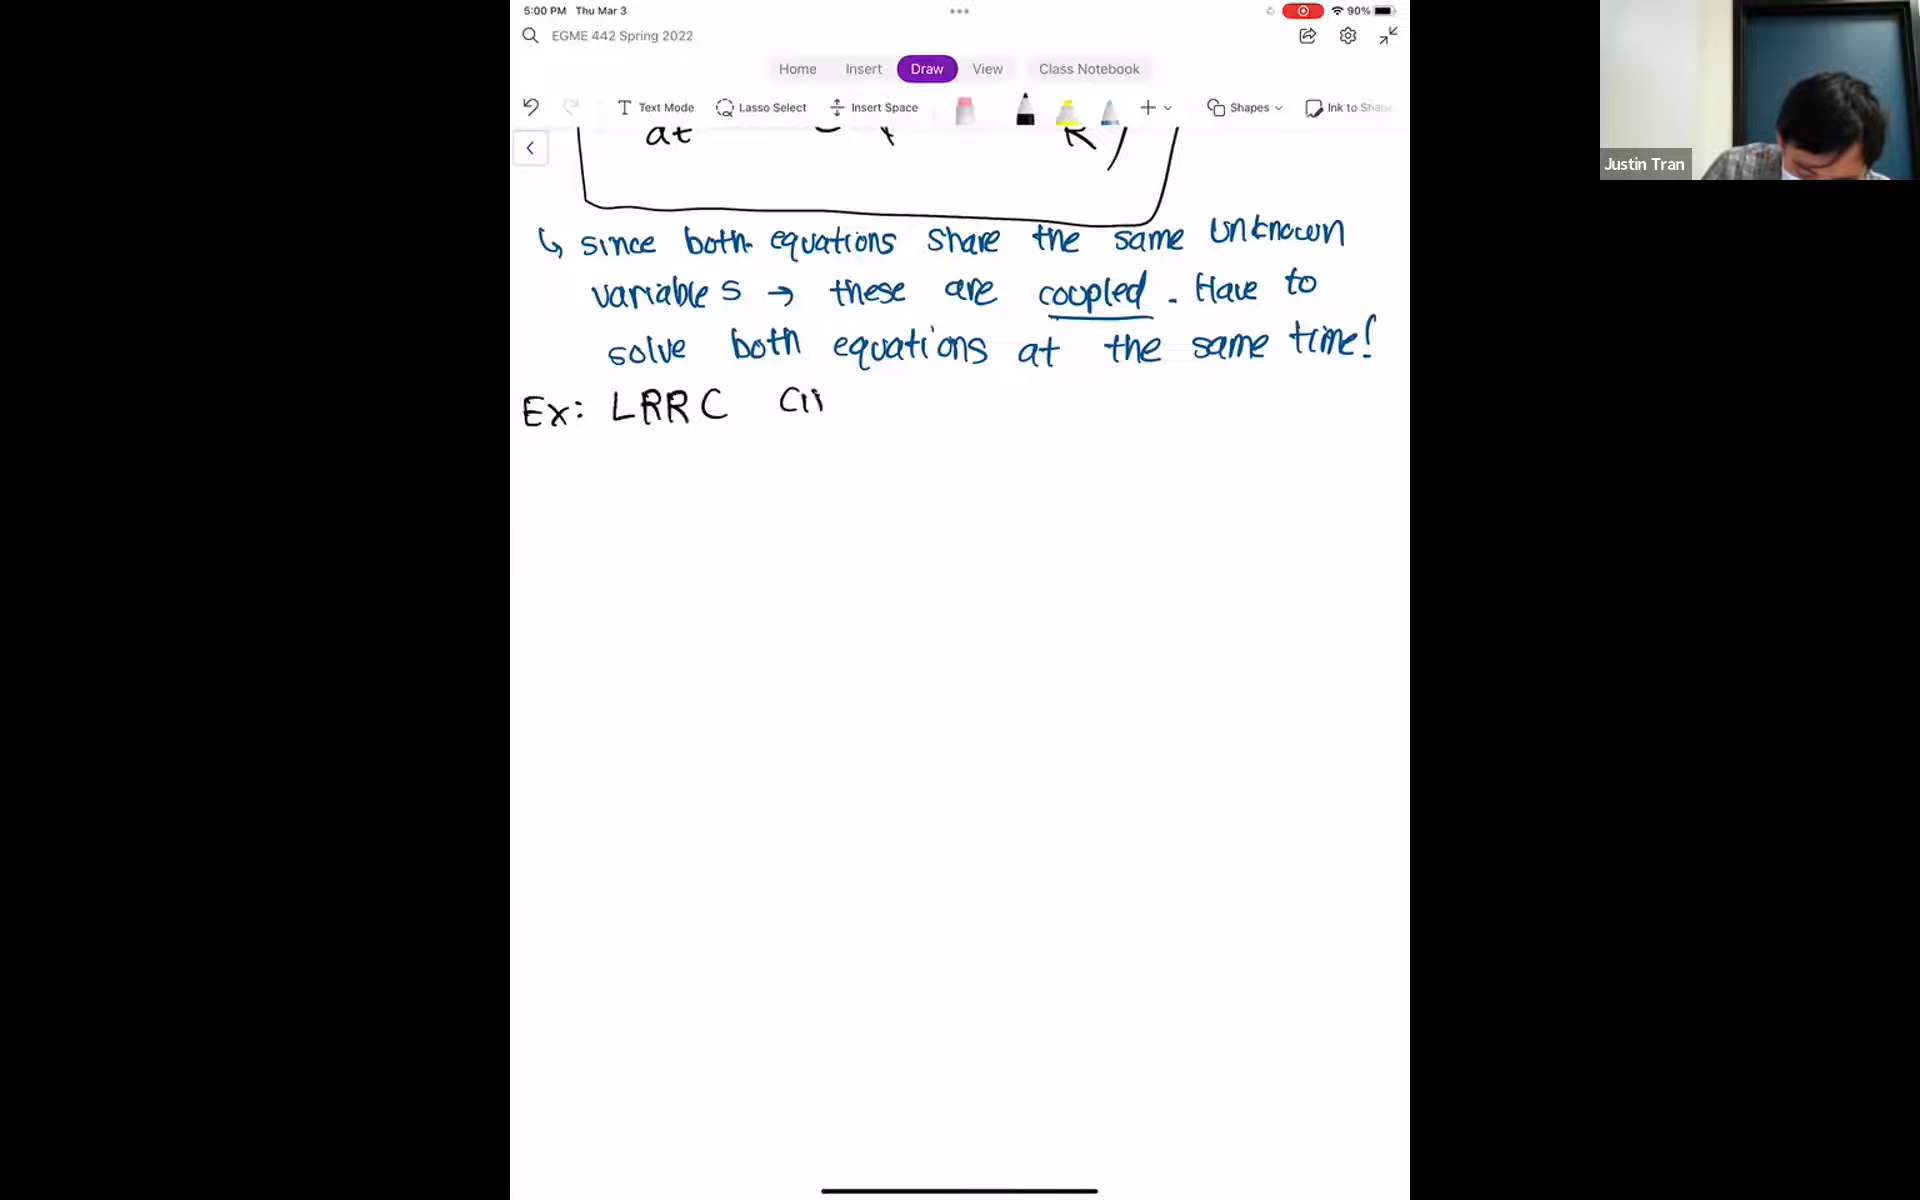 5:00 PM Thu Mar 3
90%
EGME 442 Spring 2022
Home Insert Draw View Class Notebook
Text Mode Lasso Select Insert Space Shapes Ink to Shape
Justin Tran
at R )
↳ since both equations share the same unknown
variables → these are coupled. Have to
solve both equations at the same time!
Ex: LRRC